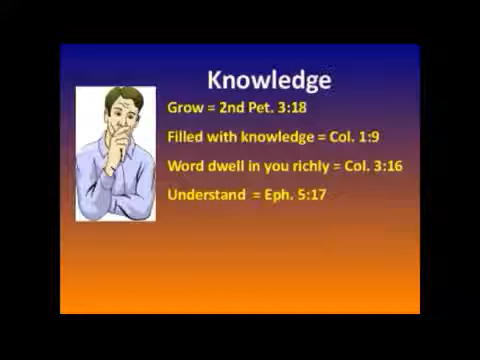 Knowledge
Grow = 2nd Pet. 3:18
Filled with knowledge = Col. 1:9
Word dwell in you richly = Col. 3:16
Understand = Eph. 5:17